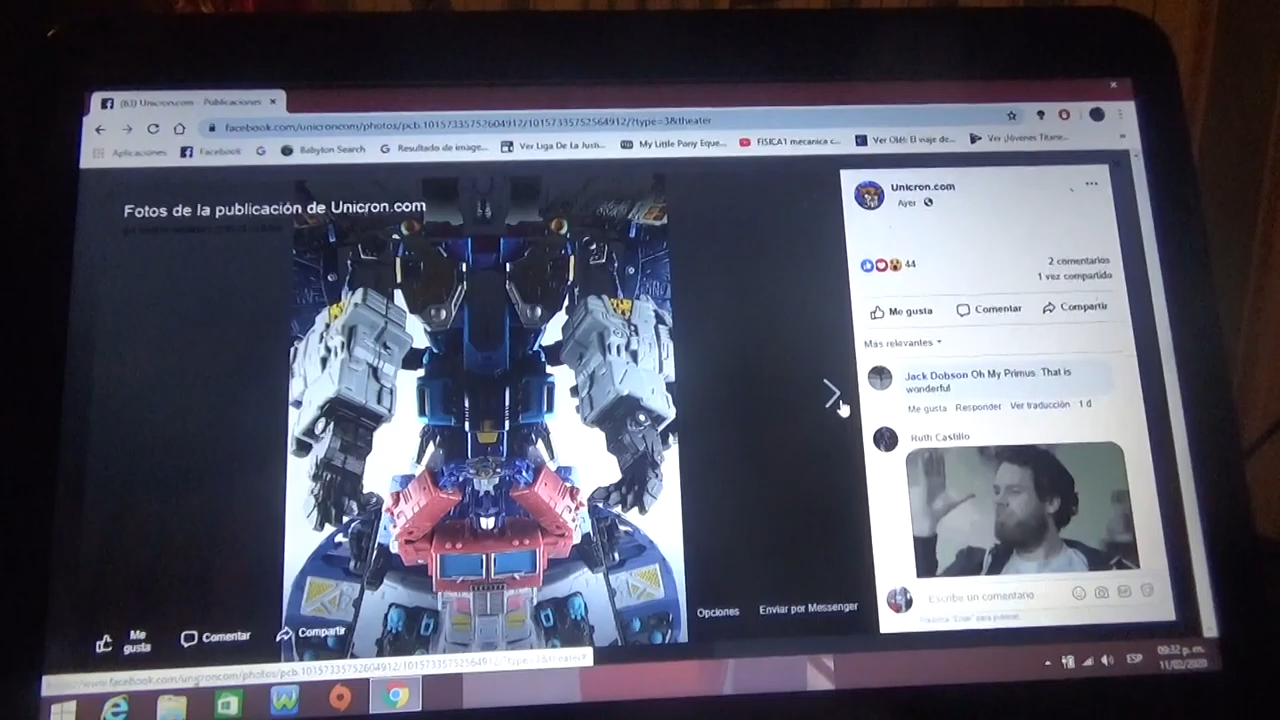 (63) Unicron.com - Publicaciones
facebook.com/unicroncom/photos/pcb.10157335752604912/10157335752564912/?type=3&theater
Aplicaciones Facebook Babylon Search Resultado de image... Ver Liga De La Justi... My Little Pony Eque... FISICA1 mecanica c... Ver Olé!: El viaje de... Ver ¡Jóvenes Titane...
Fotos de la publicación de Unicron.com
Unicron.com
Ayer
44
2 comentarios
1 vez compartido
Me gusta Comentar Compartir
Más relevantes
Jack Dobson Oh My Primus. That is
wonderful
Me gusta Responder Ver traducción 1 d
Ruth Castillo
Escribe un comentario
Opciones Enviar por Messenger
Me
gusta
Comentar Compartir
https://www.facebook.com/unicroncom/photos/pcb.10157335752604912/10157335752564912/?type=3&theater#
ESP
09:32 p. m.
11/02/2020